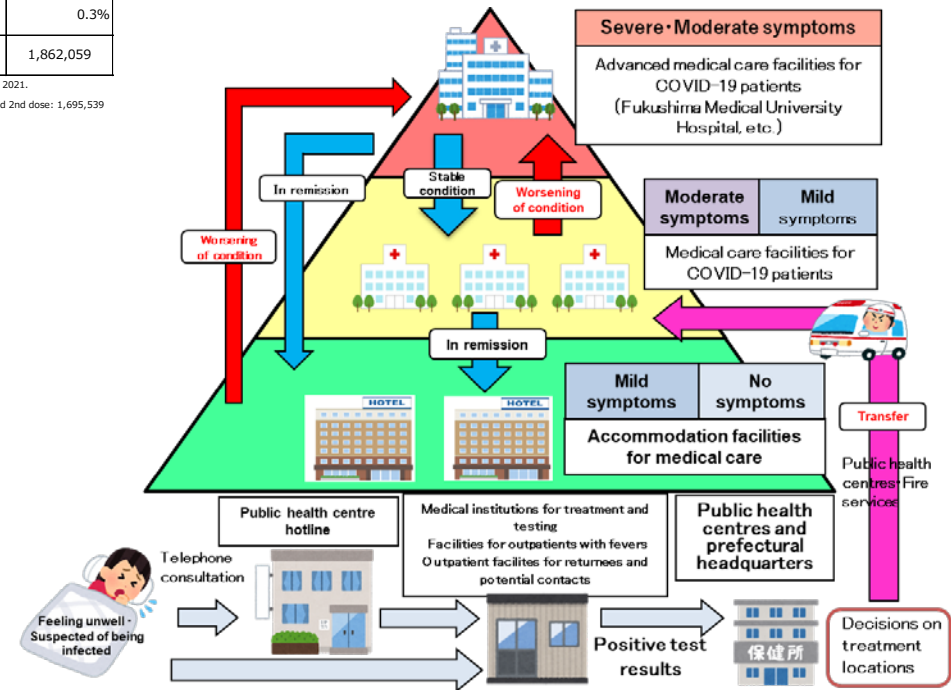 0.3%
1,862,059
2021.
d 2nd dose: 1,695,539
Severe・Moderate symptoms
Advanced medical care facilities for
COVID-19 patients
(Fukushima Medical University
Hospital, etc.)
In remission
Stable
condition
Worsening
of condition
Moderate
symptoms
Mild
symptoms
Medical care facilities for
COVID-19 patients
Worsening
of condition
In remission
HOTEL
HOTEL
Mild
symptoms
No
symptoms
Accommodation facilities
for medical care
Transfer
Public health
centres・Fire
services
Public health centre
hotline
Medical institutions for treatment and
testing
Facilities for outpatients with fevers
Outpatient facilites for returnees and
potential contacts
Public health
centres and
prefectural
headquarters
Telephone
consultation
Feeling unwell・
Suspected of being
infected
Positive test
results
保健所
Decisions on
treatment
locations